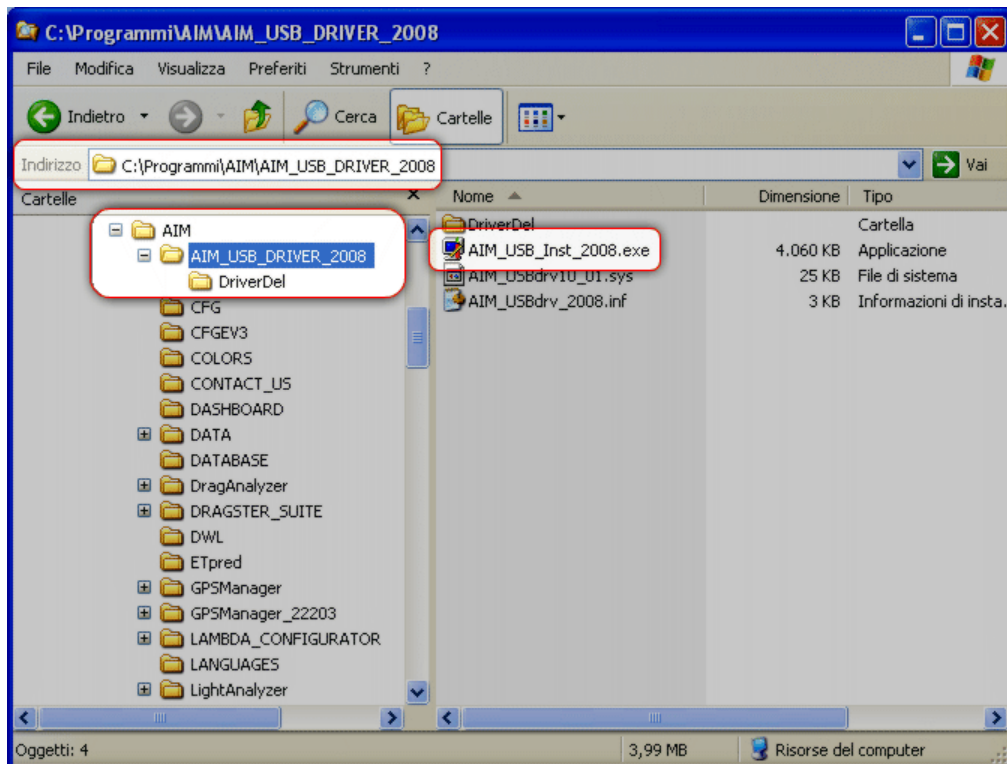 C:\Programmi\AIM\AIM_USB_DRIVER_2008
File Modifica Visualizza Preferiti Strumenti ?
Indietro Cerca Cartelle
Indirizzo C:\Programmi\AIM\AIM_USB_DRIVER_2008 Vai
Cartelle
AIM
AIM_USB_DRIVER_2008
DriverDel
CFG
CFGEV3
COLORS
CONTACT_US
DASHBOARD
DATA
DATABASE
DragAnalyzer
DRAGSTER_SUITE
DWL
ETpred
GPSManager
GPSManager_22203
LAMBDA_CONFIGURATOR
LANGUAGES
LightAnalyzer
Nome Dimensione Tipo
DriverDel Cartella
AIM_USB_Inst_2008.exe 4.060 KB Applicazione
AIM_USBdrv10_01.sys 25 KB File di sistema
AIM_USBdrv_2008.inf 3 KB Informazioni di insta.
Oggetti: 4 3,99 MB Risorse del computer